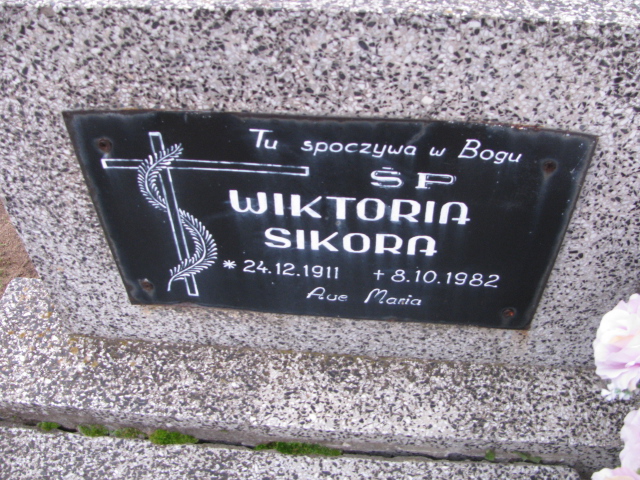 Tu spoczywa w Bogu
ŚP
WIKTORIA
SIKORA
* 24.12.1911 + 8.10.1982
Ave Maria